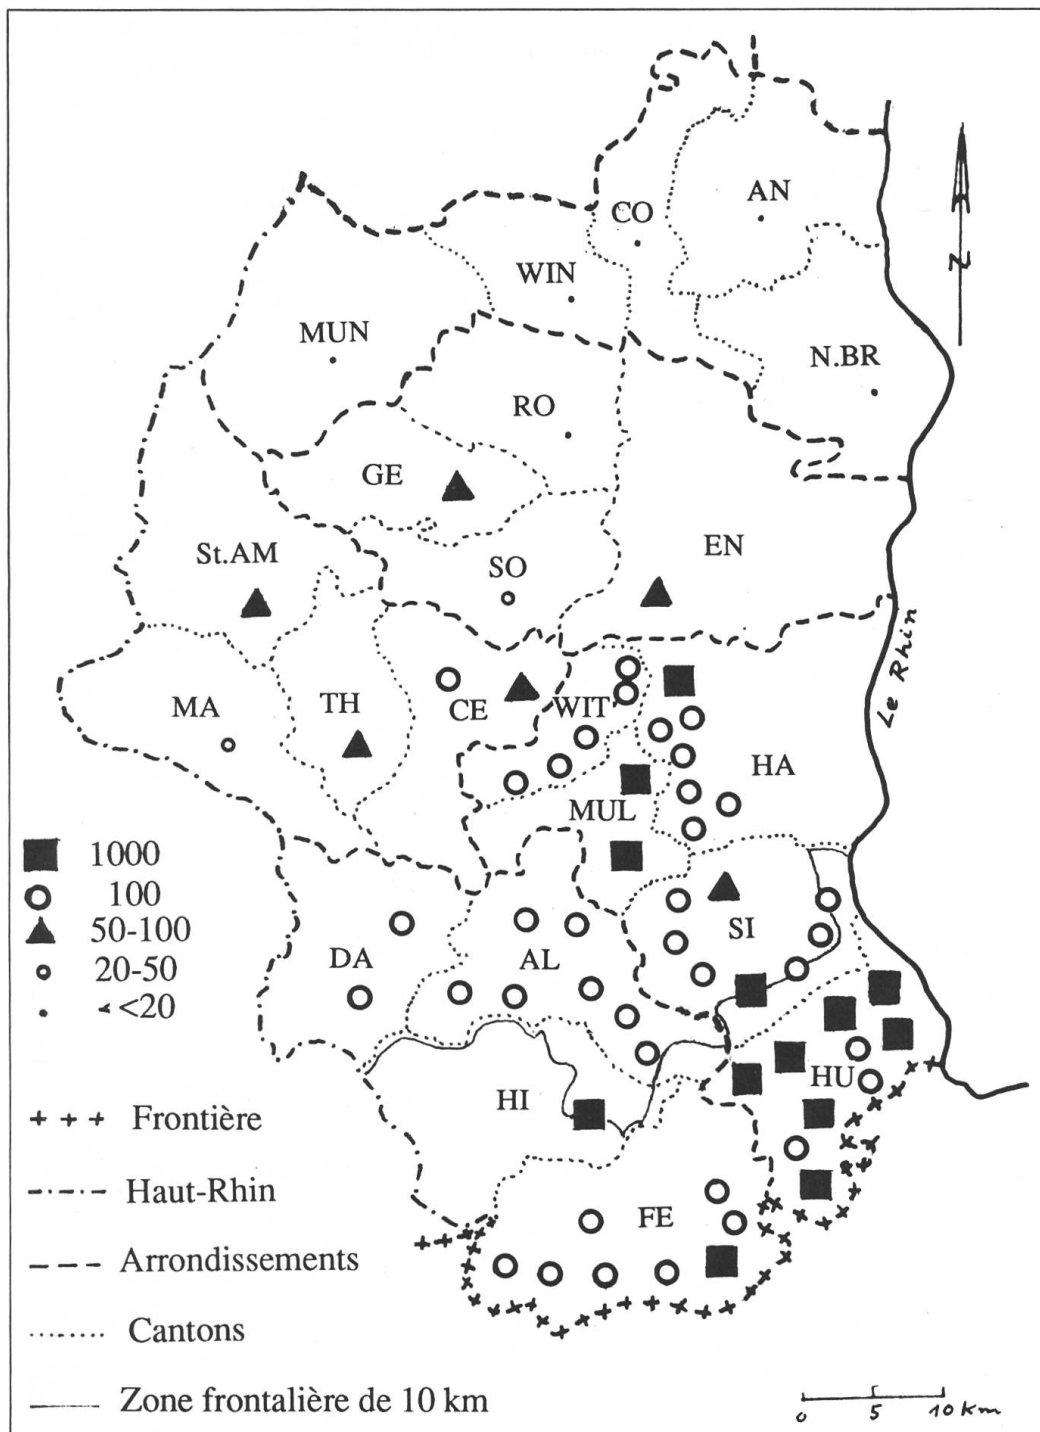 AN
CO
WIN
N
MUN
N.BR
RO
GE
EN
St.AM
SO
Le Rhin
MA
TH
CE
WIT
HA
MUL
1000
100
50-100
20-50
<20
SI
DA
AL
HU
HI
Frontière
Haut-Rhin
FE
Arrondissements
Cantons
Zone frontalière de 10 km
0 5 10 km